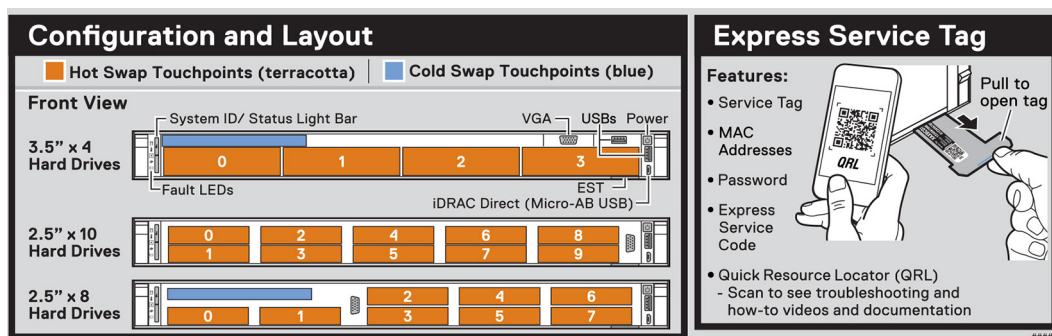 Configuration and Layout
Hot Swap Touchpoints (terracotta)
Cold Swap Touchpoints (blue)
Front View
System ID/ Status Light Bar
VGA
USBs
Power
3.5” x 4
Hard Drives
0 1 2 3
Fault LEDs
EST
iDRAC Direct (Micro-AB USB)
2.5” x 10
Hard Drives
0 2 4 6 8
1 3 5 7 9
2.5” x 8
Hard Drives
2 4 6
0 1 3 5 7
Express Service Tag
Features:
• Service Tag
• MAC
Addresses
• Password
• Express
Service
Code
• Quick Resource Locator (QRL)
- Scan to see troubleshooting and
how-to videos and documentation
Pull to
open tag
QRL